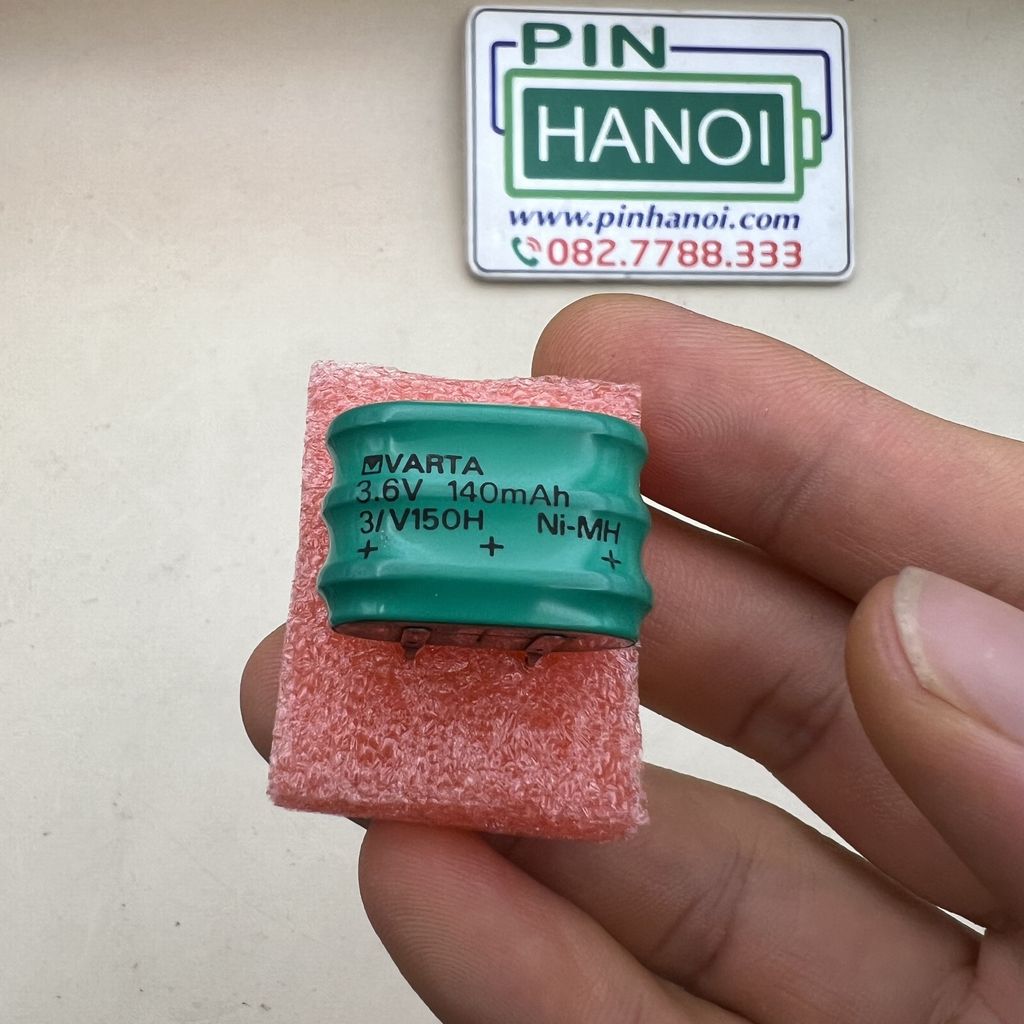 PIN
HANOI
www.pinhanoi.com
082.7788.333
VARTA
3.6V 140mAh
3/V150H Ni-MH
+ + +